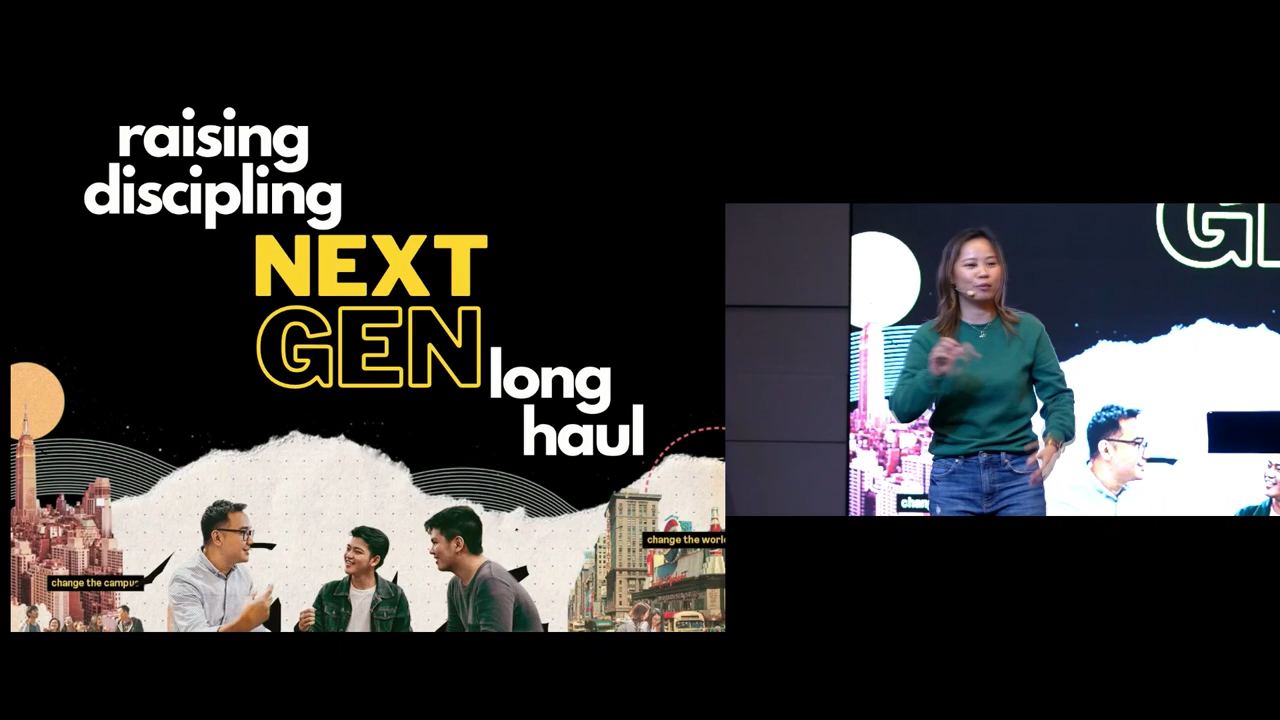 raising
discipling
NEXT
GEN
long
haul
change the campus
change the world